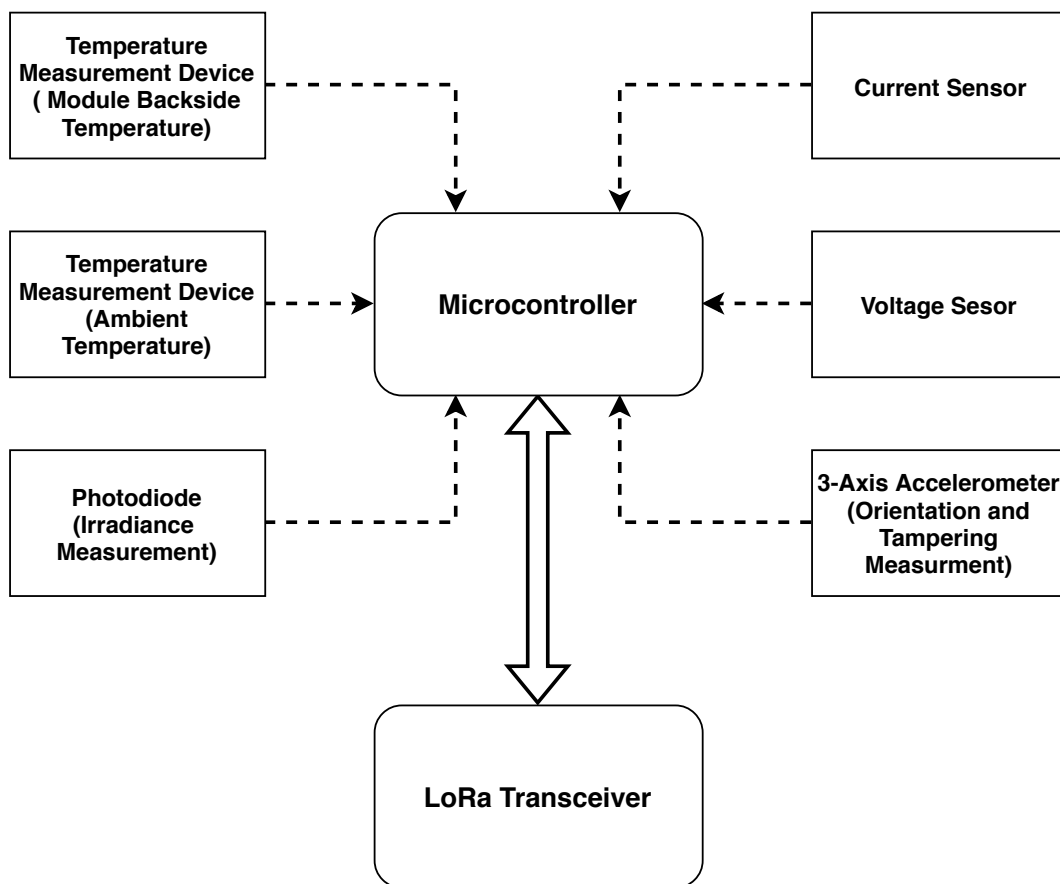 Temperature
Measurement Device
( Module Backside
Temperature)
Current Sensor
Temperature
Measurement Device
(Ambient
Temperature)
Microcontroller
Voltage Sesor
Photodiode
(Irradiance
Measurement)
3-Axis Accelerometer
(Orientation and
Tampering
Measurment)
LoRa Transceiver